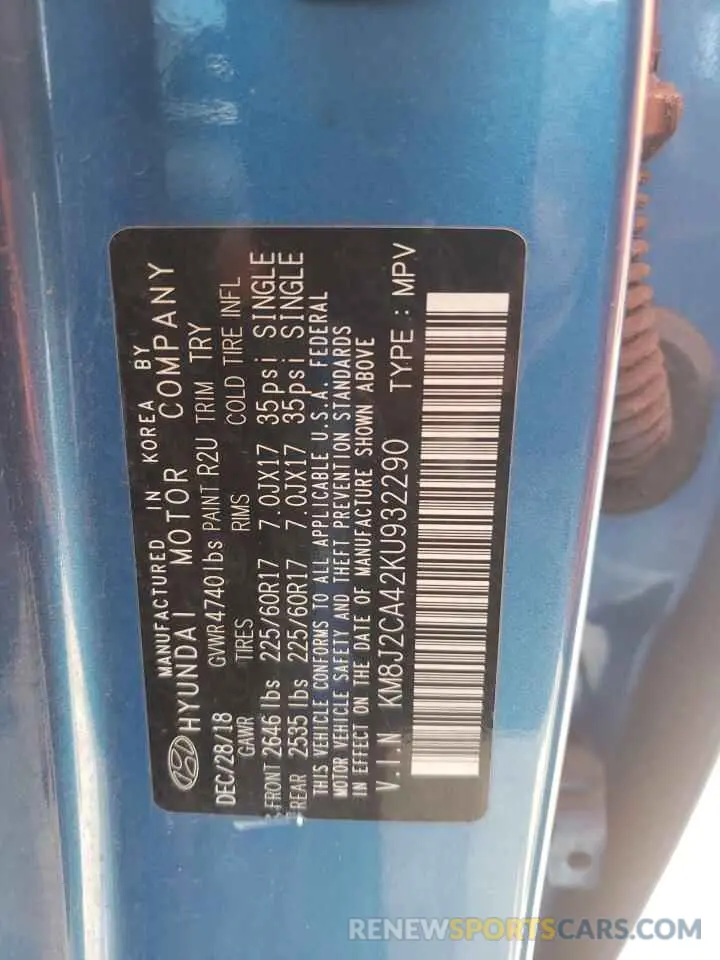 MANUFACTURED IN KOREA BY
HYUNDAI MOTOR COMPANY
DEC/28/18 GVWR 4740lbs PAINT R2U TRIM TRY
GAWR TIRES RIMS COLD TIRE INFL
FRONT 2646lbs 225/60R17 7.0JX17 35psi SINGLE
REAR 2535lbs 225/60R17 7.0JX17 35psi SINGLE
THIS VEHICLE CONFORMS TO ALL APPLICABLE U.S.A. FEDERAL
MOTOR VEHICLE SAFETY AND THEFT PREVENTION STANDARDS
IN EFFECT ON THE DATE OF MANUFACTURE SHOWN ABOVE
V.I.N KM8J2CA42KU932290 TYPE : MPV
RENEWSPORTSCARS.COM